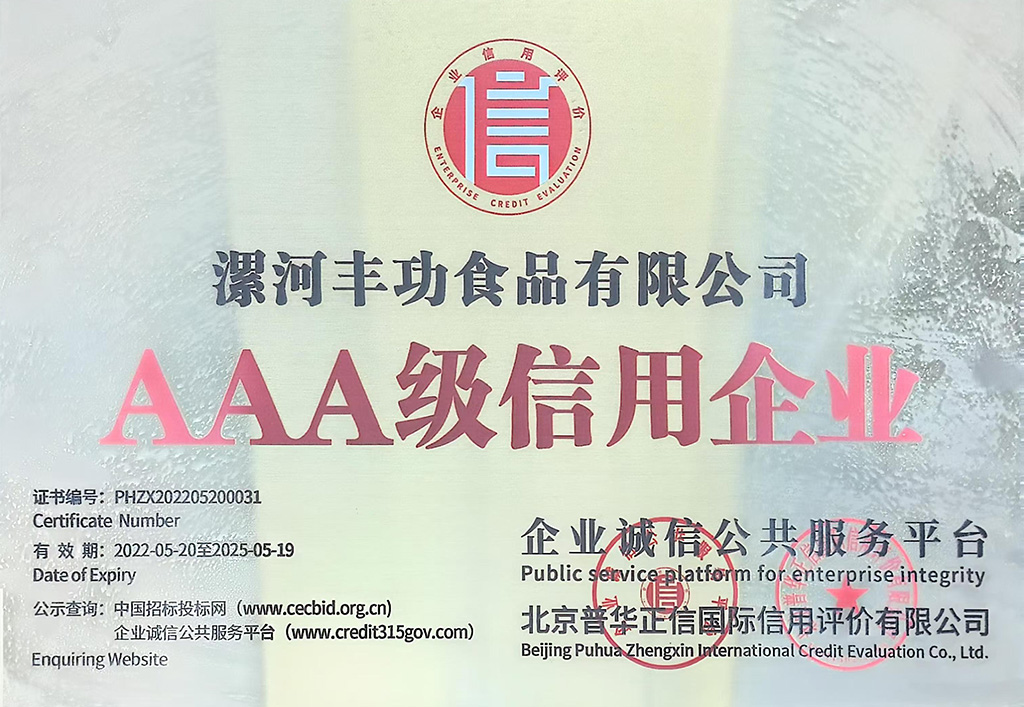 企业信用评价
信
ENTERPRISE CREDIT EVALUATION
漯河丰功食品有限公司
AAA级信用企业
证书编号：PHZX202205200031
Certificate Number
有效期：2022-05-20至2025-05-19
Date of Expiry
公示查询：中国招标投标网（www.cecbid.org.cn）
企业诚信公共服务平台（www.credit315gov.com）
Enquiring Website
企业诚信公共服务平台
Public service platform for enterprise integrity
北京普华正信国际信用评价有限公司
Beijing Puhua Zhengxin International Credit Evaluation Co., Ltd.